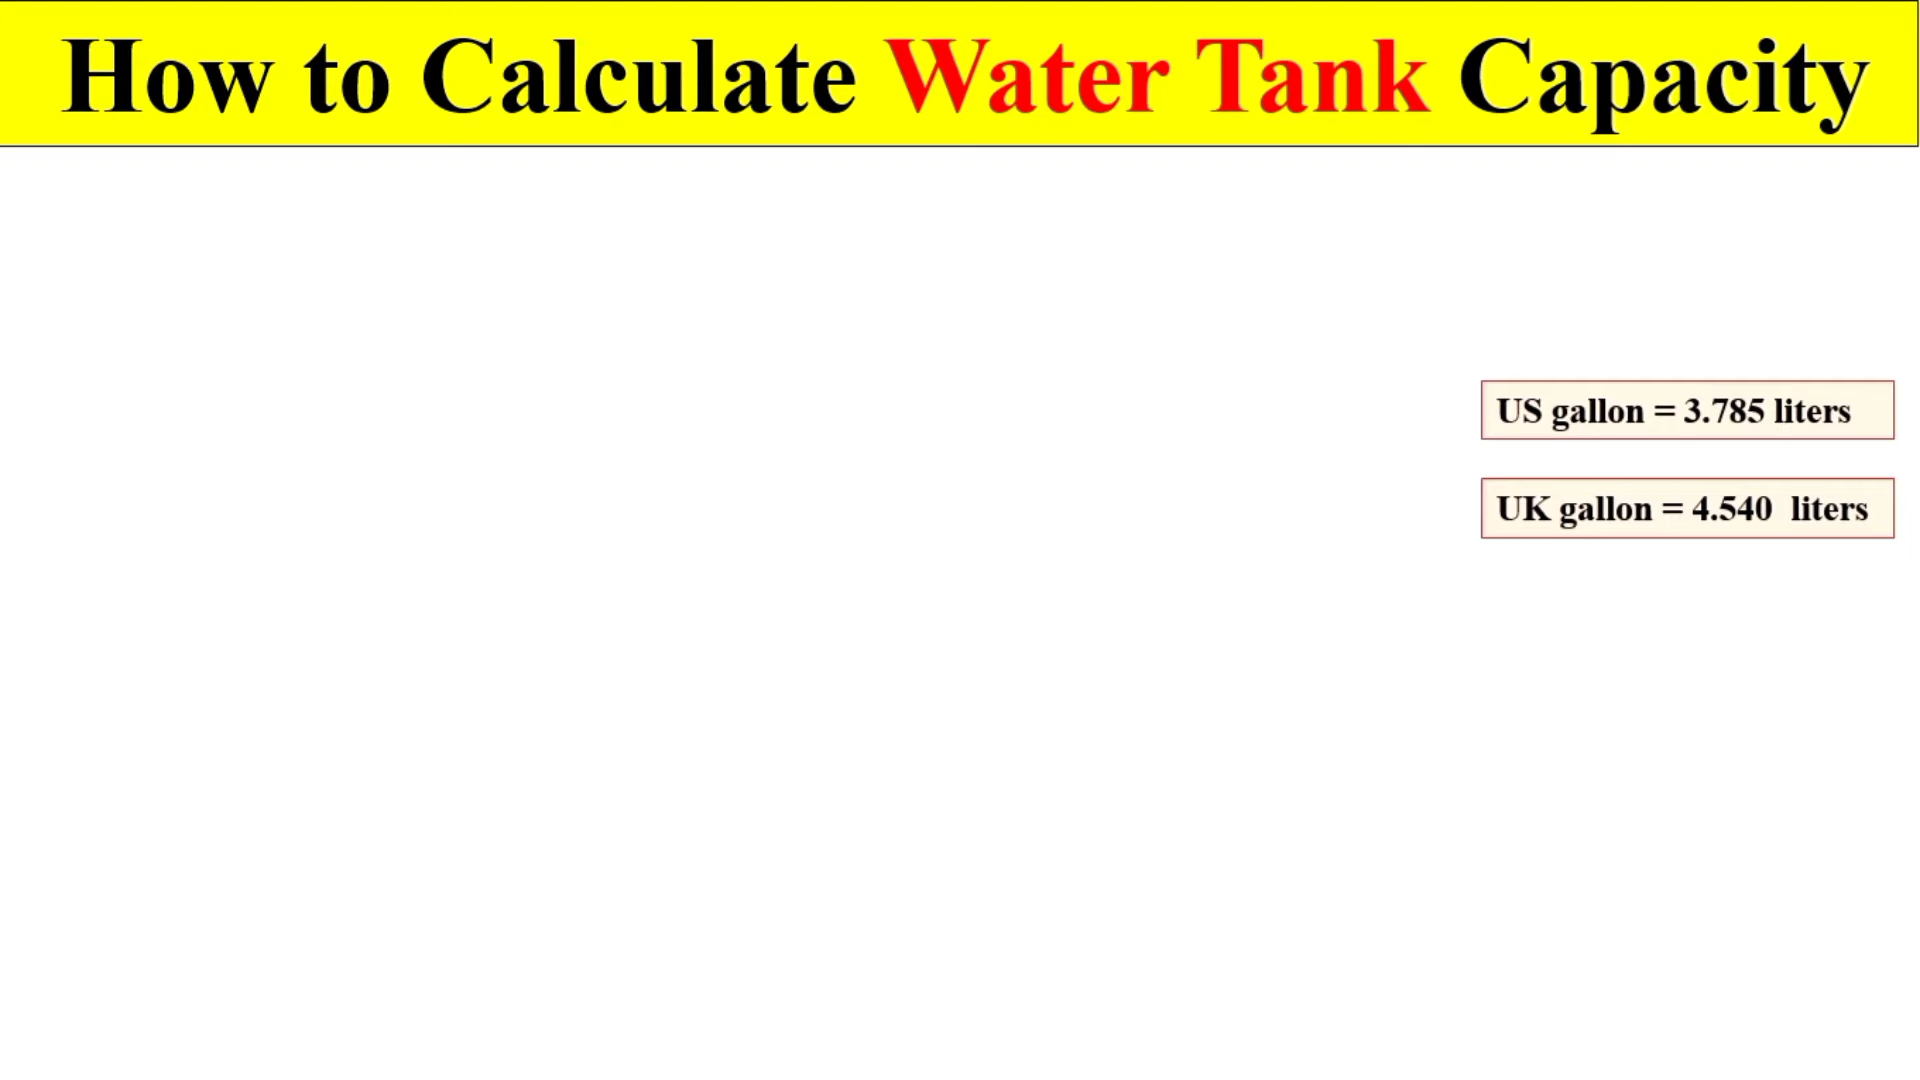 How to Calculate Water Tank Capacity
US gallon = 3.785 liters
UK gallon = 4.540 liters